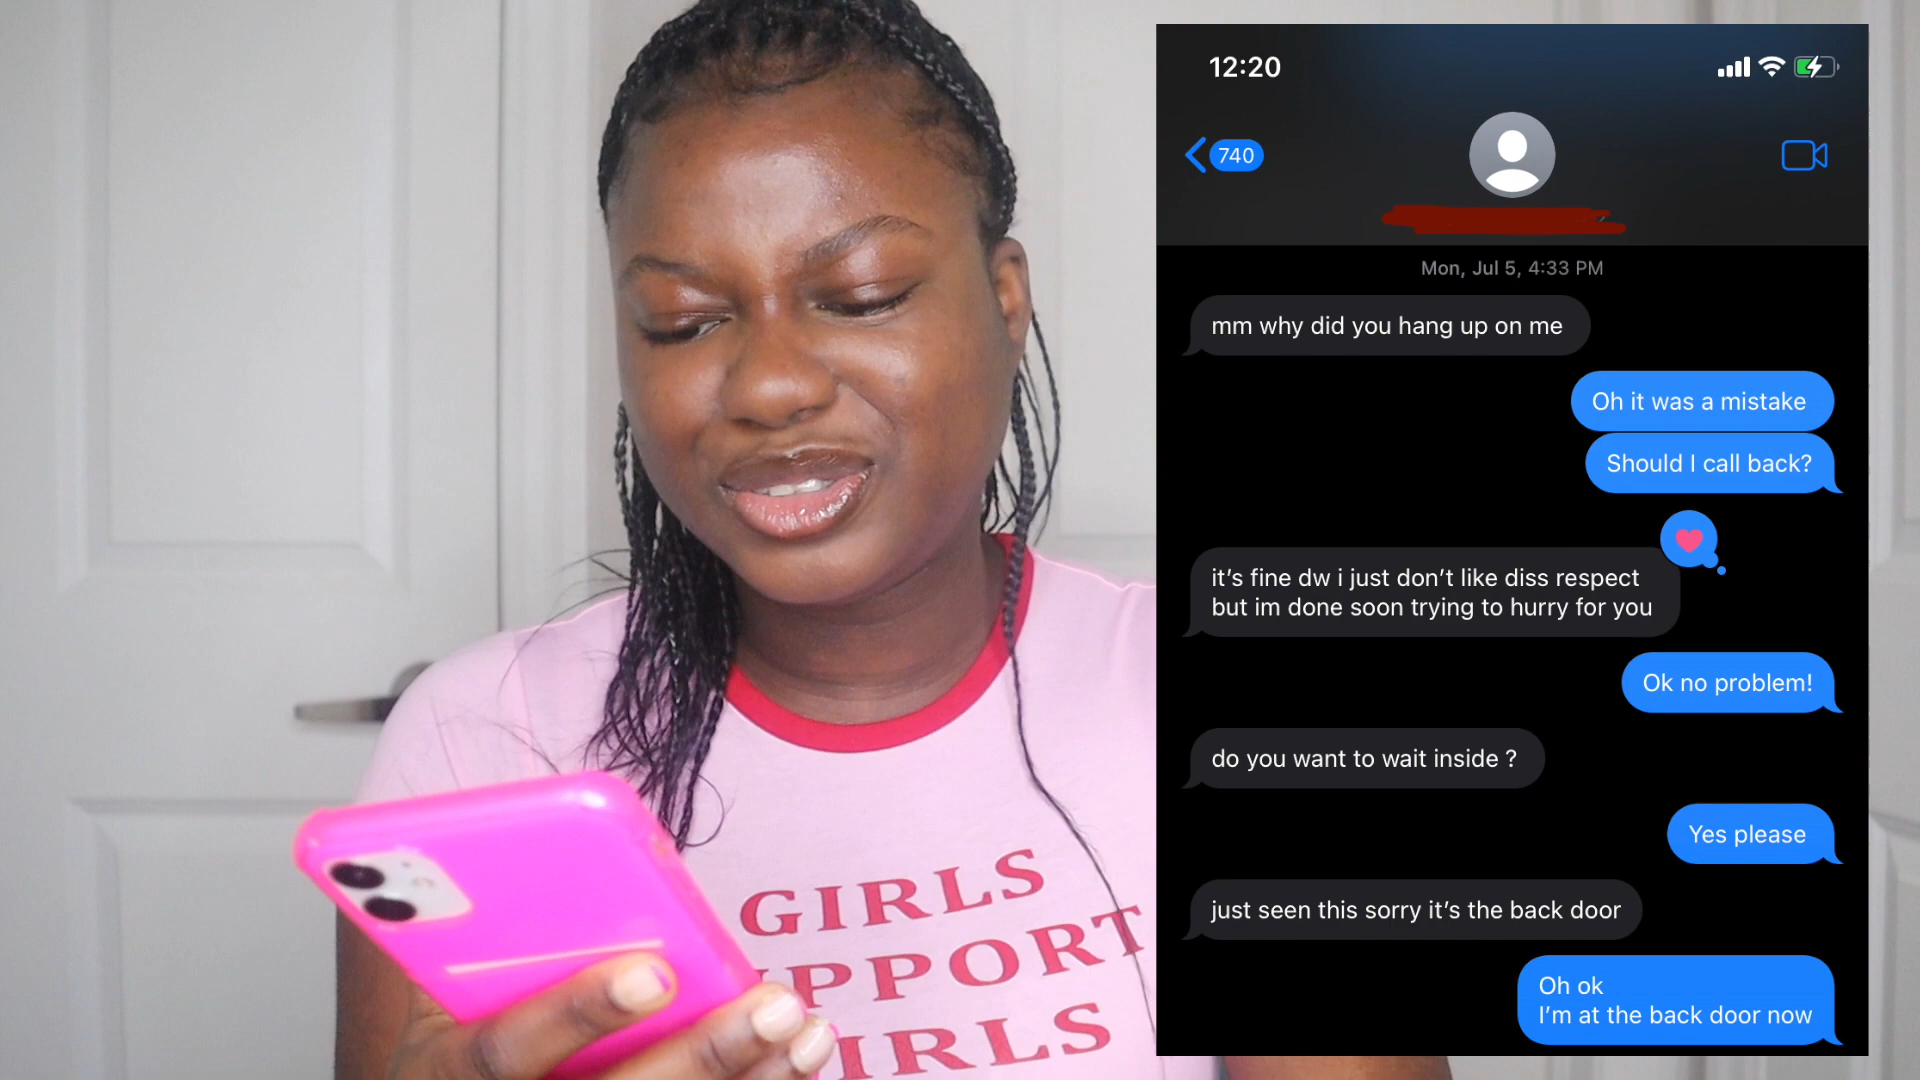 12:20
740
Mon, Jul 5, 4:33 PM
mm why did you hang up on me
Oh it was a mistake
Should I call back?
it's fine dw i just don't like diss respect
but im done soon trying to hurry for you
Ok no problem!
do you want to wait inside ?
Yes please
just seen this sorry it's the back door
Oh ok
I'm at the back door now
GIRLS
UPPORT
GIRLS